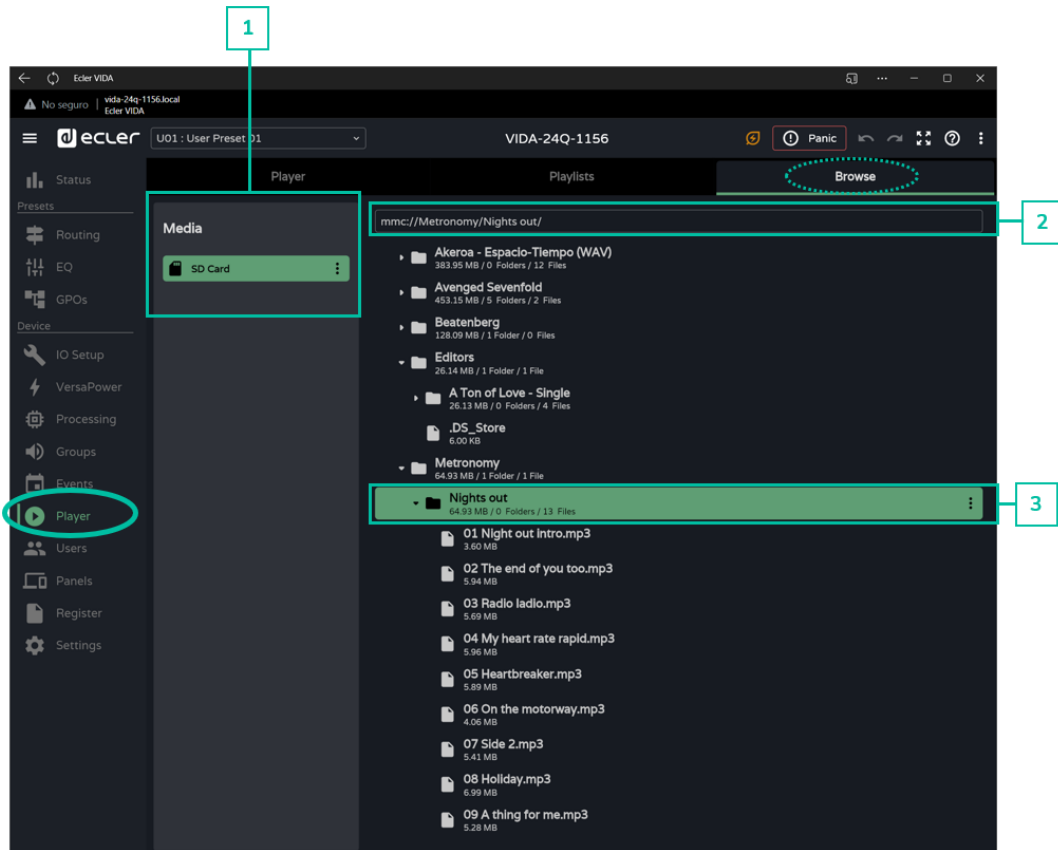 1
Ecler VIDA
No seguro
vida-24q-1156.local
Ecler VIDA
ecler
U01 : User Preset 01
VIDA-24Q-1156
Panic
Status
Presets
Routing
EQ
GPOs
Device
IO Setup
VersaPower
Processing
Groups
Events
Player
Users
Panels
Register
Settings
Player
Playlists
Browse
Media
SD Card
mmc://Metronomy/Nights out/
2
Akeroa - Espacio-Tiempo (WAV)
383.95 MB / 0 Folders / 12 Files
Avenged Sevenfold
453.15 MB / 5 Folders / 2 Files
Beatenberg
128.09 MB / 1 Folder / 0 Files
Editors
26.14 MB / 1 Folder / 1 File
A Ton of Love - Single
26.13 MB / 0 Folders / 4 Files
.DS_Store
6.00 KB
Metronomy
64.93 MB / 1 Folder / 1 File
Nights out
64.93 MB / 0 Folders / 13 Files
3
01 Night out intro.mp3
3.60 MB
02 The end of you too.mp3
5.94 MB
03 Radio ladio.mp3
5.69 MB
04 My heart rate rapid.mp3
5.96 MB
05 Heartbreaker.mp3
5.89 MB
06 On the motorway.mp3
4.06 MB
07 Side 2.mp3
5.41 MB
08 Holiday.mp3
6.99 MB
09 A thing for me.mp3
5.28 MB